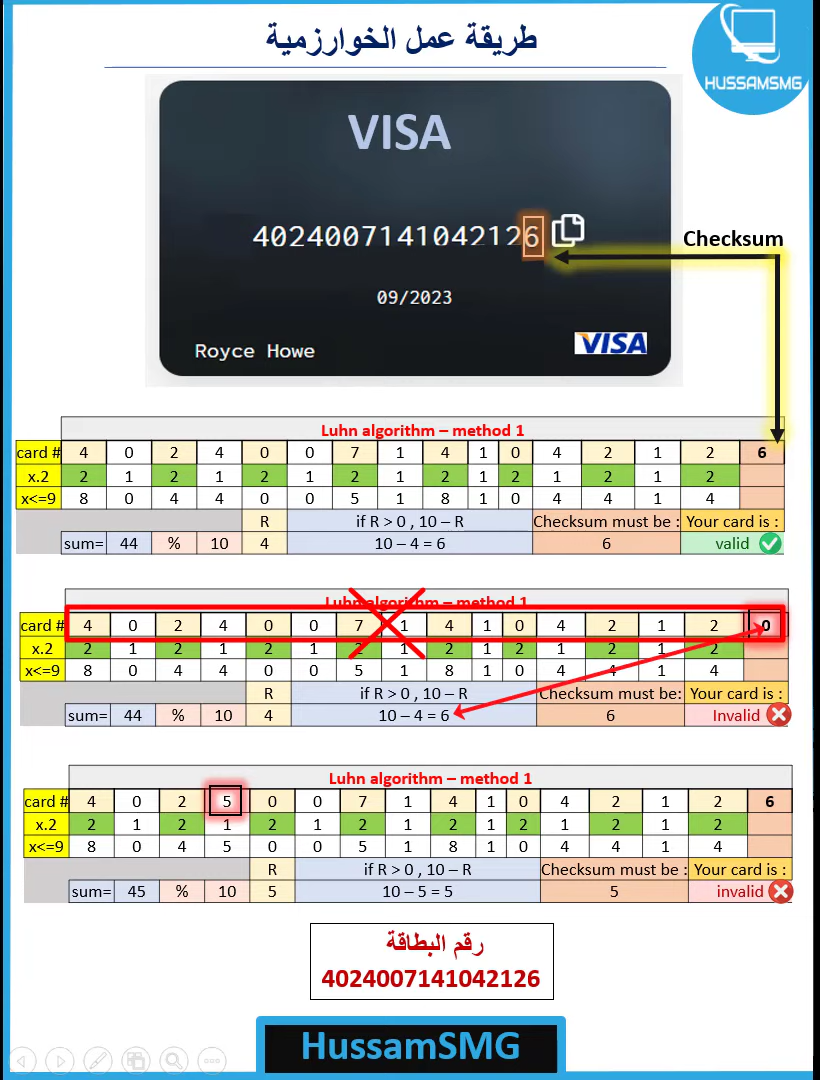 طريقة عمل الخوارزمية
HUSSAMSMG
VISA
4024007141042126
Checksum
09/2023
Royce Howe
VISA
Luhn algorithm – method 1
card # 4 0 2 4 0 0 7 1 4 1 0 4 2 1 2 6
x.2 2 1 2 1 2 1 2 1 2 1 2 1 2 1 2
x<=9 8 0 4 4 0 0 5 1 8 1 0 4 4 1 4
R if R > 0 , 10 – R Checksum must be : Your card is :
sum= 44 % 10 4 10 – 4 = 6 6 valid
Luhn algorithm – method 1
card # 4 0 2 4 0 0 7 1 4 1 0 4 2 1 2 0
x.2 2 1 2 1 2 1 2 1 2 1 2 1 2 1 2
x<=9 8 0 4 4 0 0 5 1 8 1 0 4 4 1 4
R if R > 0 , 10 – R Checksum must be: Your card is :
sum= 44 % 10 4 10 – 4 = 6 6 Invalid
Luhn algorithm – method 1
card # 4 0 2 5 0 0 7 1 4 1 0 4 2 1 2 6
x.2 2 1 2 1 2 1 2 1 2 1 2 1 2 1 2
x<=9 8 0 4 5 0 0 5 1 8 1 0 4 4 1 4
R if R > 0 , 10 – R Checksum must be : Your card is :
sum= 45 % 10 5 10 – 5 = 5 5 invalid
رقم البطاقة
4024007141042126
HussamSMG